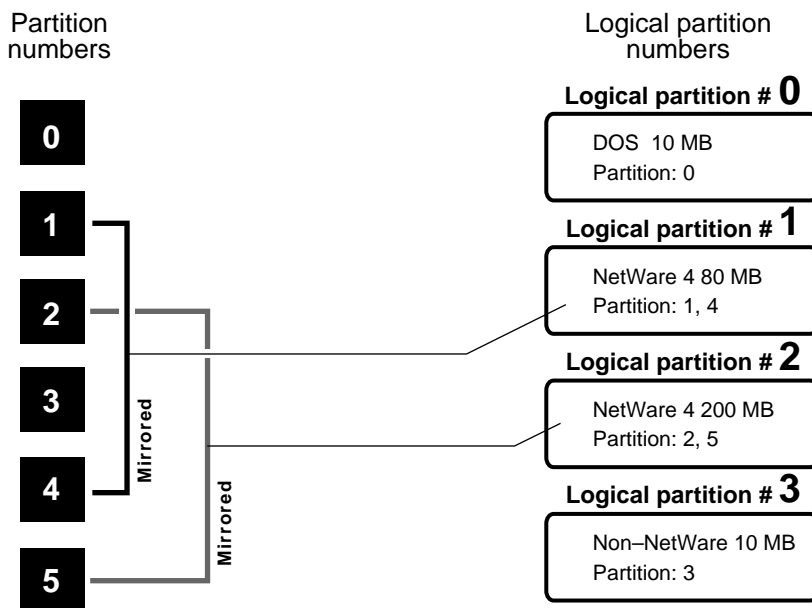 Partition
numbers
0
1
2
3
4
5
Mirrored
Mirrored
Logical partition
numbers
Logical partition # 0
DOS 10 MB
Partition: 0
Logical partition # 1
NetWare 4 80 MB
Partition: 1, 4
Logical partition # 2
NetWare 4 200 MB
Partition: 2, 5
Logical partition # 3
Non–NetWare 10 MB
Partition: 3